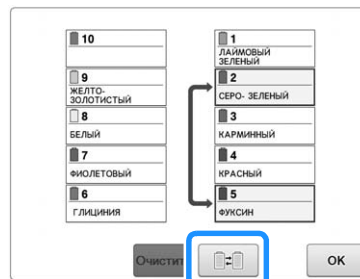 10
9
ЖЕЛТО-
ЗОЛОТИСТЫЙ
8
БЕЛЫЙ
7
ФИОЛЕТОВЫЙ
6
ГЛИЦИНИЯ
1
ЛАЙМОВЫЙ
ЗЕЛЕНЫЙ
2
СЕРО- ЗЕЛЕНЫЙ
3
КАРМИННЫЙ
4
КРАСНЫЙ
5
ФУКСИН
Очистит
OK